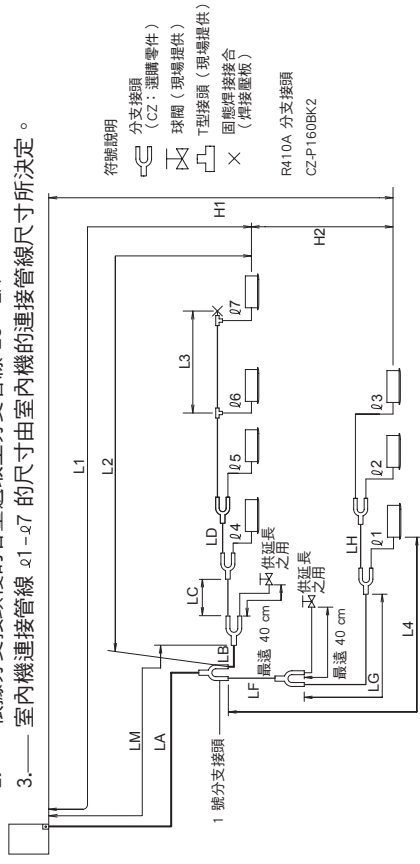 3. 室內機連接管線 ℓ1-ℓ7 的尺寸由室內機的連接管線尺寸所決定。
L1
L2
LM
LA
L3
H1
H2
LB
LC
LD
ℓ4
ℓ5
ℓ6
ℓ7
供延長
之用
最遠 40 cm
1 號分支接頭
LF
供延長
之用
最遠 40 cm
LG
LH
ℓ1
ℓ2
ℓ3
L4
符號說明
分支接頭
（CZ：選購零件）
球閥（現場提供）
T型接頭（現場提供）
固態焊接接合
（焊接壓板）
R410A 分支接頭
CZ-P160BK2